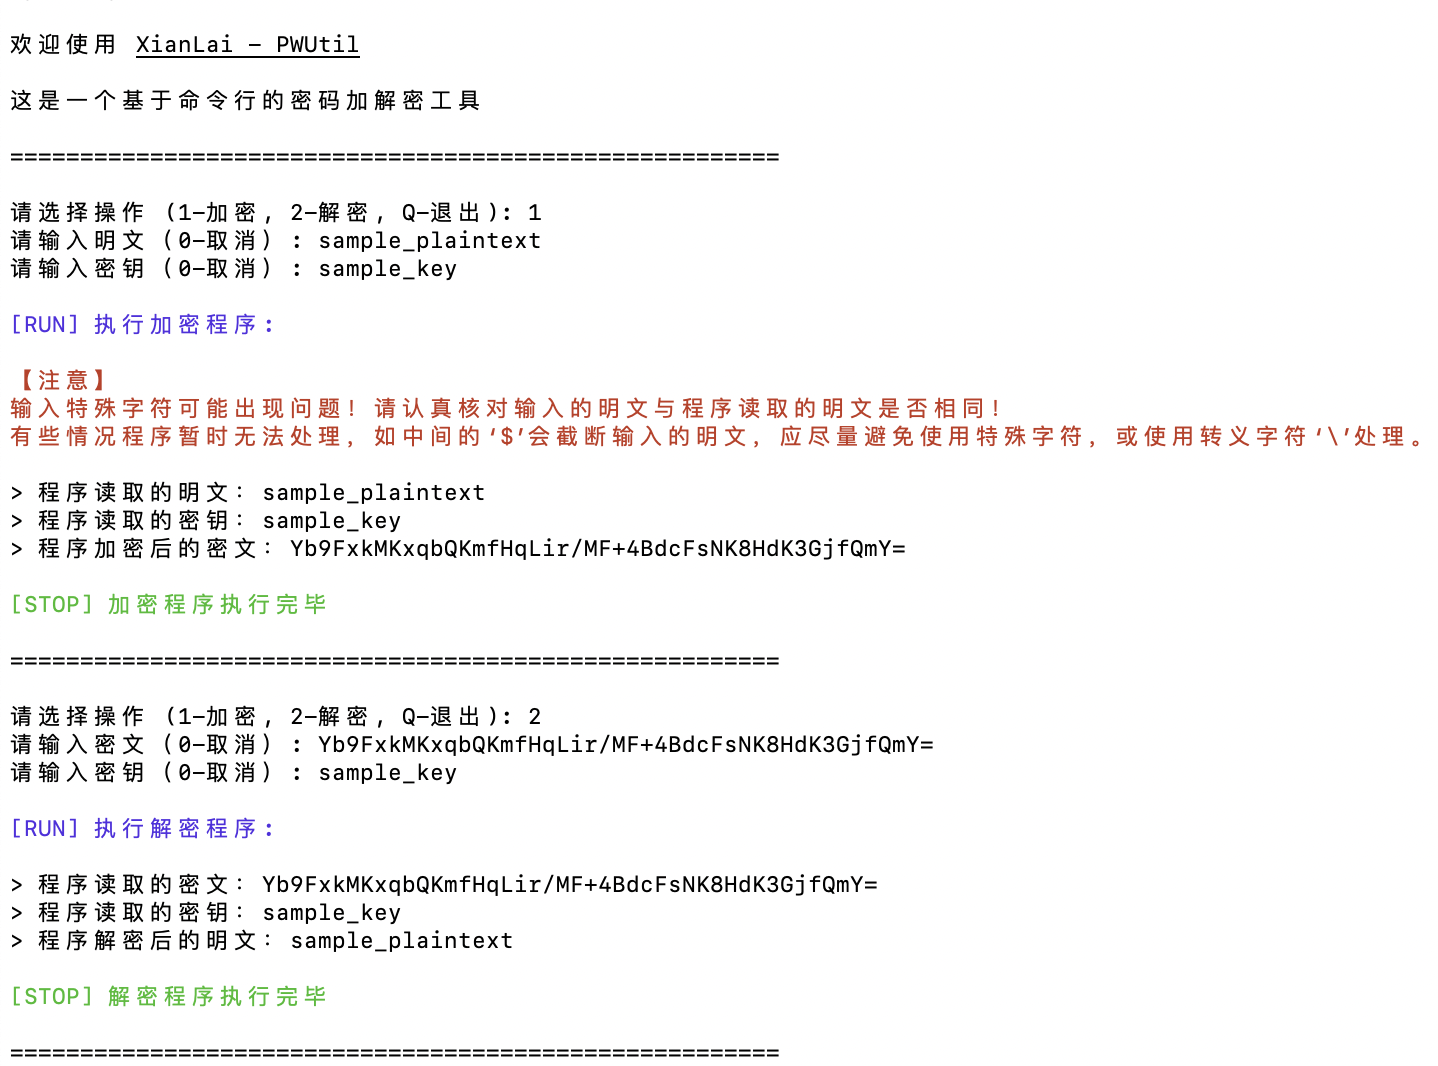 欢迎使用 XianLai - PWUtil
这是一个基于命令行的密码加解密工具
=======================================================
请选择操作 (1-加密, 2-解密, Q-退出): 1
请输入明文（0-取消）: sample_plaintext
请输入密钥（0-取消）: sample_key
[RUN] 执行加密程序:
【注意】
输入特殊字符可能出现问题！请认真核对输入的明文与程序读取的明文是否相同！
有些情况程序暂时无法处理，如中间的‘$’会截断输入的明文，应尽量避免使用特殊字符，或使用转义字符‘\’处理。
> 程序读取的明文: sample_plaintext
> 程序读取的密钥: sample_key
> 程序加密后的密文: Yb9FxkMKxqbQKmfHqLir/MF+4BdcFsNK8HdK3GjfQmY=
[STOP] 加密程序执行完毕
=======================================================
请选择操作 (1-加密, 2-解密, Q-退出): 2
请输入密文（0-取消）: Yb9FxkMKxqbQKmfHqLir/MF+4BdcFsNK8HdK3GjfQmY=
请输入密钥（0-取消）: sample_key
[RUN] 执行解密程序:
> 程序读取的密文: Yb9FxkMKxqbQKmfHqLir/MF+4BdcFsNK8HdK3GjfQmY=
> 程序读取的密钥: sample_key
> 程序解密后的明文: sample_plaintext
[STOP] 解密程序执行完毕
=======================================================